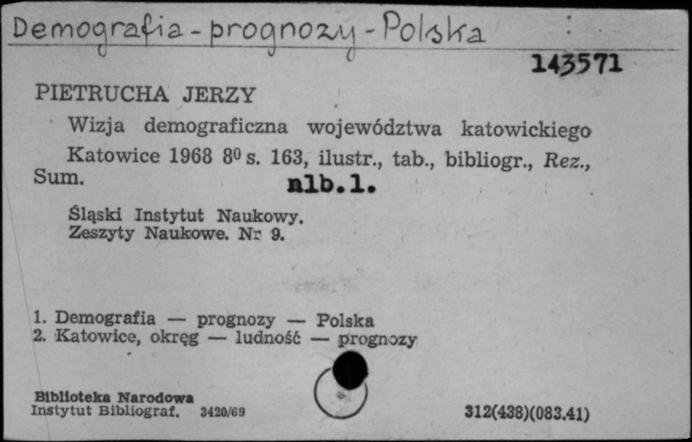 Demografia - prognozy - Polska
143571
PIETRUCHA JERZY
Wizja demograficzna województwa katowickiego
Katowice 1968 8⁰ s. 163, ilustr., tab., bibliogr., Rez.,
Sum. nlb.1.
Śląski Instytut Naukowy.
Zeszyty Naukowe. Nr 9.
1. Demografia — prognozy — Polska
2. Katowice, okręg — ludność — prognozy
Biblioteka Narodowa
Instytut Bibliograf. 3420/69
312(438)(083.41)